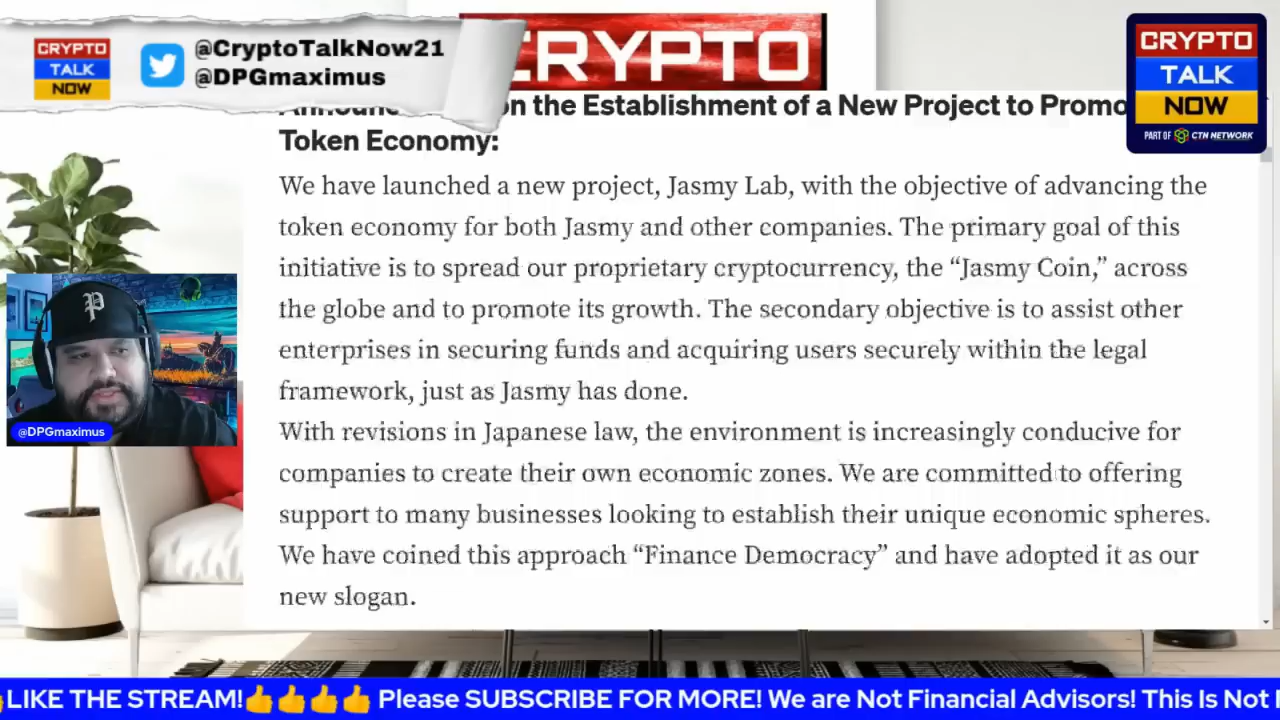 CRYPTO
TALK
NOW
@CryptoTalkNow21
@DPGmaximus
CRYPTO
CRYPTO
TALK
NOW
PART OF CTN NETWORK
on the Establishment of a New Project to
Token Economy:
We have launched a new project, Jasmy Lab, with the objective of advancing the
token economy for both Jasmy and other companies. The primary goal of this
initiative is to spread our proprietary cryptocurrency, the “Jasmy Coin,” across
the globe and to promote its growth. The secondary objective is to assist other
enterprises in securing funds and acquiring users securely within the legal
framework, just as Jasmy has done.
With revisions in Japanese law, the environment is increasingly conducive for
companies to create their own economic zones. We are committed to offering
support to many businesses looking to establish their unique economic spheres.
We have coined this approach “Finance Democracy” and have adopted it as our
new slogan.
P
@DPGmaximus
LIKE THE STREAM!👍👍👍👍 Please SUBSCRIBE FOR MORE! We are Not Financial Advisors! This Is Not